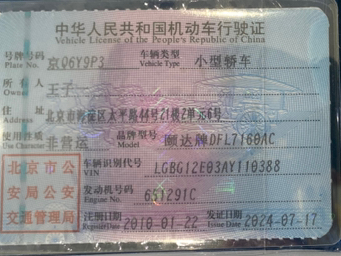 中华人民共和国机动车行驶证
Vehicle License of the People's Republic of China
号牌号码 京Q6Y9P3 车辆类型 小型轿车
Plate No. Vehicle Type
所有人 王子
Owner
住址 北京市海淀区太平路44号21楼2单元6号
Address
使用性质 非营运 品牌型号 颐达牌DFL7160AC
Use Character Model
北京市公 车辆识别代号 LGBG12E03AY110388
VIN
安局公安 发动机号码 651291C
Engine No.
交通管理局 注册日期 2010-01-22 发证日期 2024-07-17
Register Date Issue Date